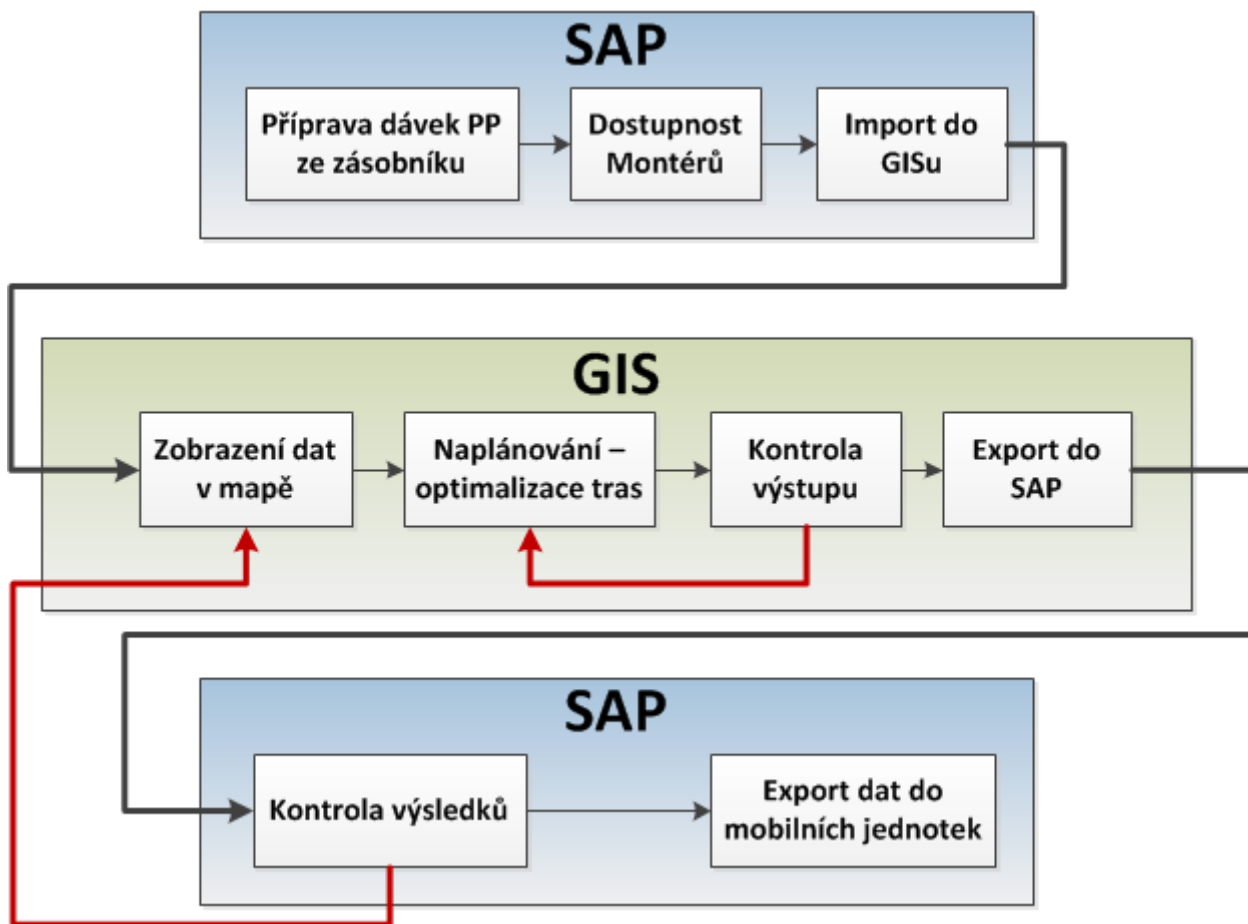 SAP
Příprava dávek PP
ze zásobníku
Dostupnost
Montérů
Import do
GISu
GIS
Zobrazení dat
v mapě
Naplánování –
optimalizace tras
Kontrola
výstupu
Export do
SAP
SAP
Kontrola výsledků
Export dat do
mobilních jednotek